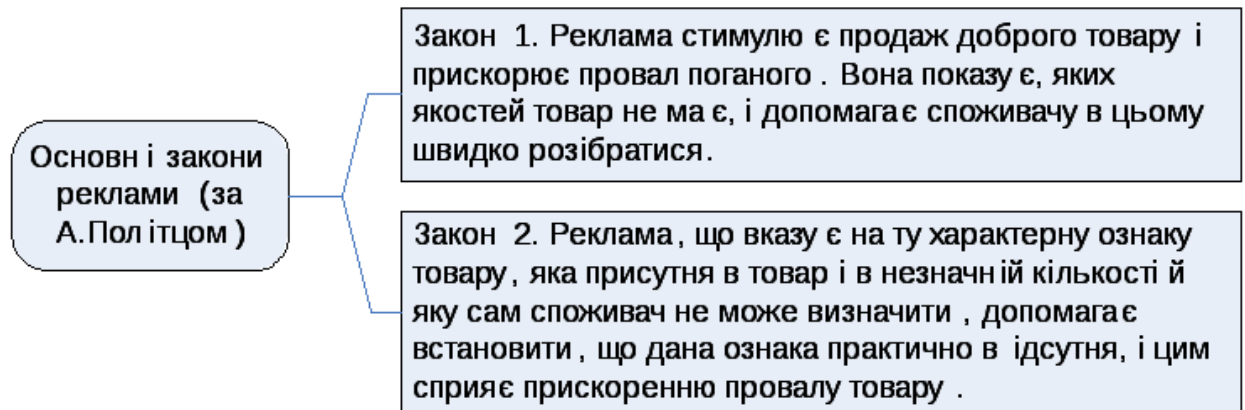 Основн і закони
реклами (за
А.Пол ітцом )
Закон 1. Реклама стимулю є продаж доброго товару і
прискорює провал поганого . Вона показу є, яких
якостей товар не ма є, і допомага є споживачу в цьому
швидко розібратися.
Закон 2. Реклама , що вказу є на ту характерну ознаку
товару , яка присутня в товар і в незначн ій кількості й
яку сам споживач не може визначити , допомага є
встановити , що дана ознака практично в ідсутня, і цим
сприяє прискоренню провалу товару .